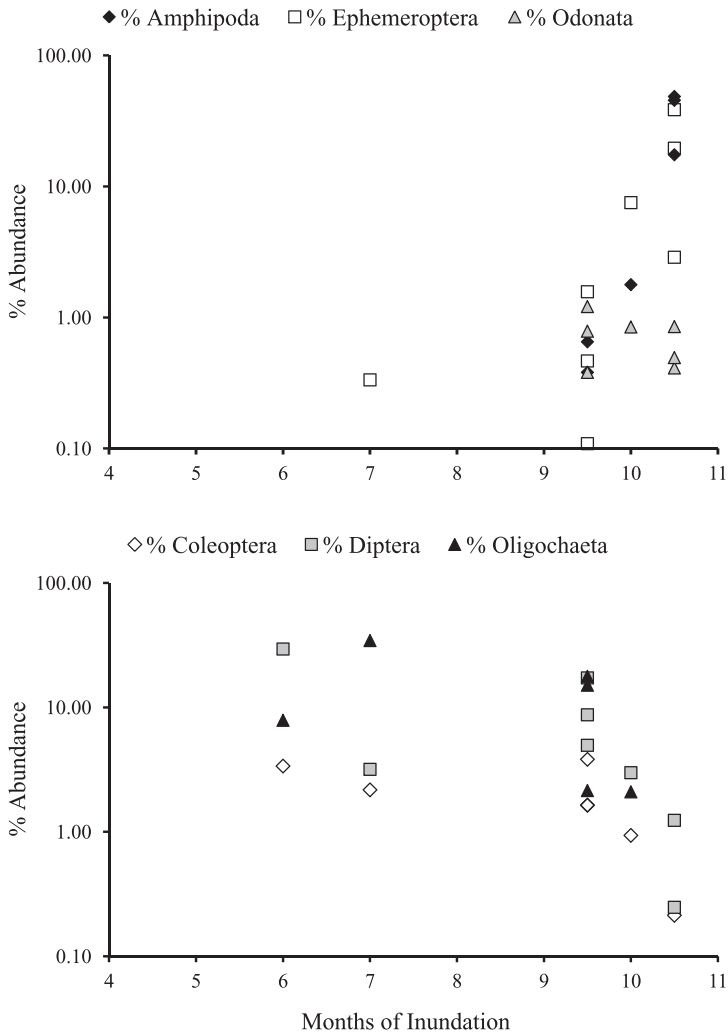 % Amphipoda % Ephemeroptera % Odonata
100.00
10.00
1.00
0.10
% Abundance
4 5 6 7 8 9 10 11
% Coleoptera % Diptera % Oligochaeta
100.00
10.00
1.00
0.10
% Abundance
4 5 6 7 8 9 10 11
Months of Inundation